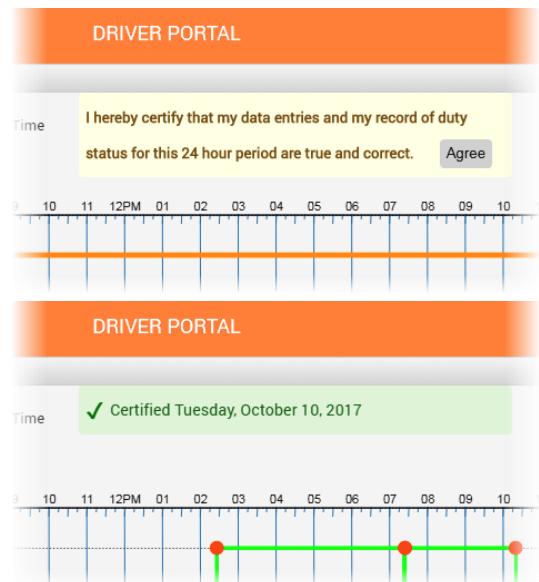 DRIVER PORTAL
I hereby certify that my data entries and my record of duty
Time
status for this 24 hour period are true and correct. Agree
9 10 11 12PM 01 02 03 04 05 06 07 08 09 10
DRIVER PORTAL
✓ Certified Tuesday, October 10, 2017
Time
9 10 11 12PM 01 02 03 04 05 06 07 08 09 10